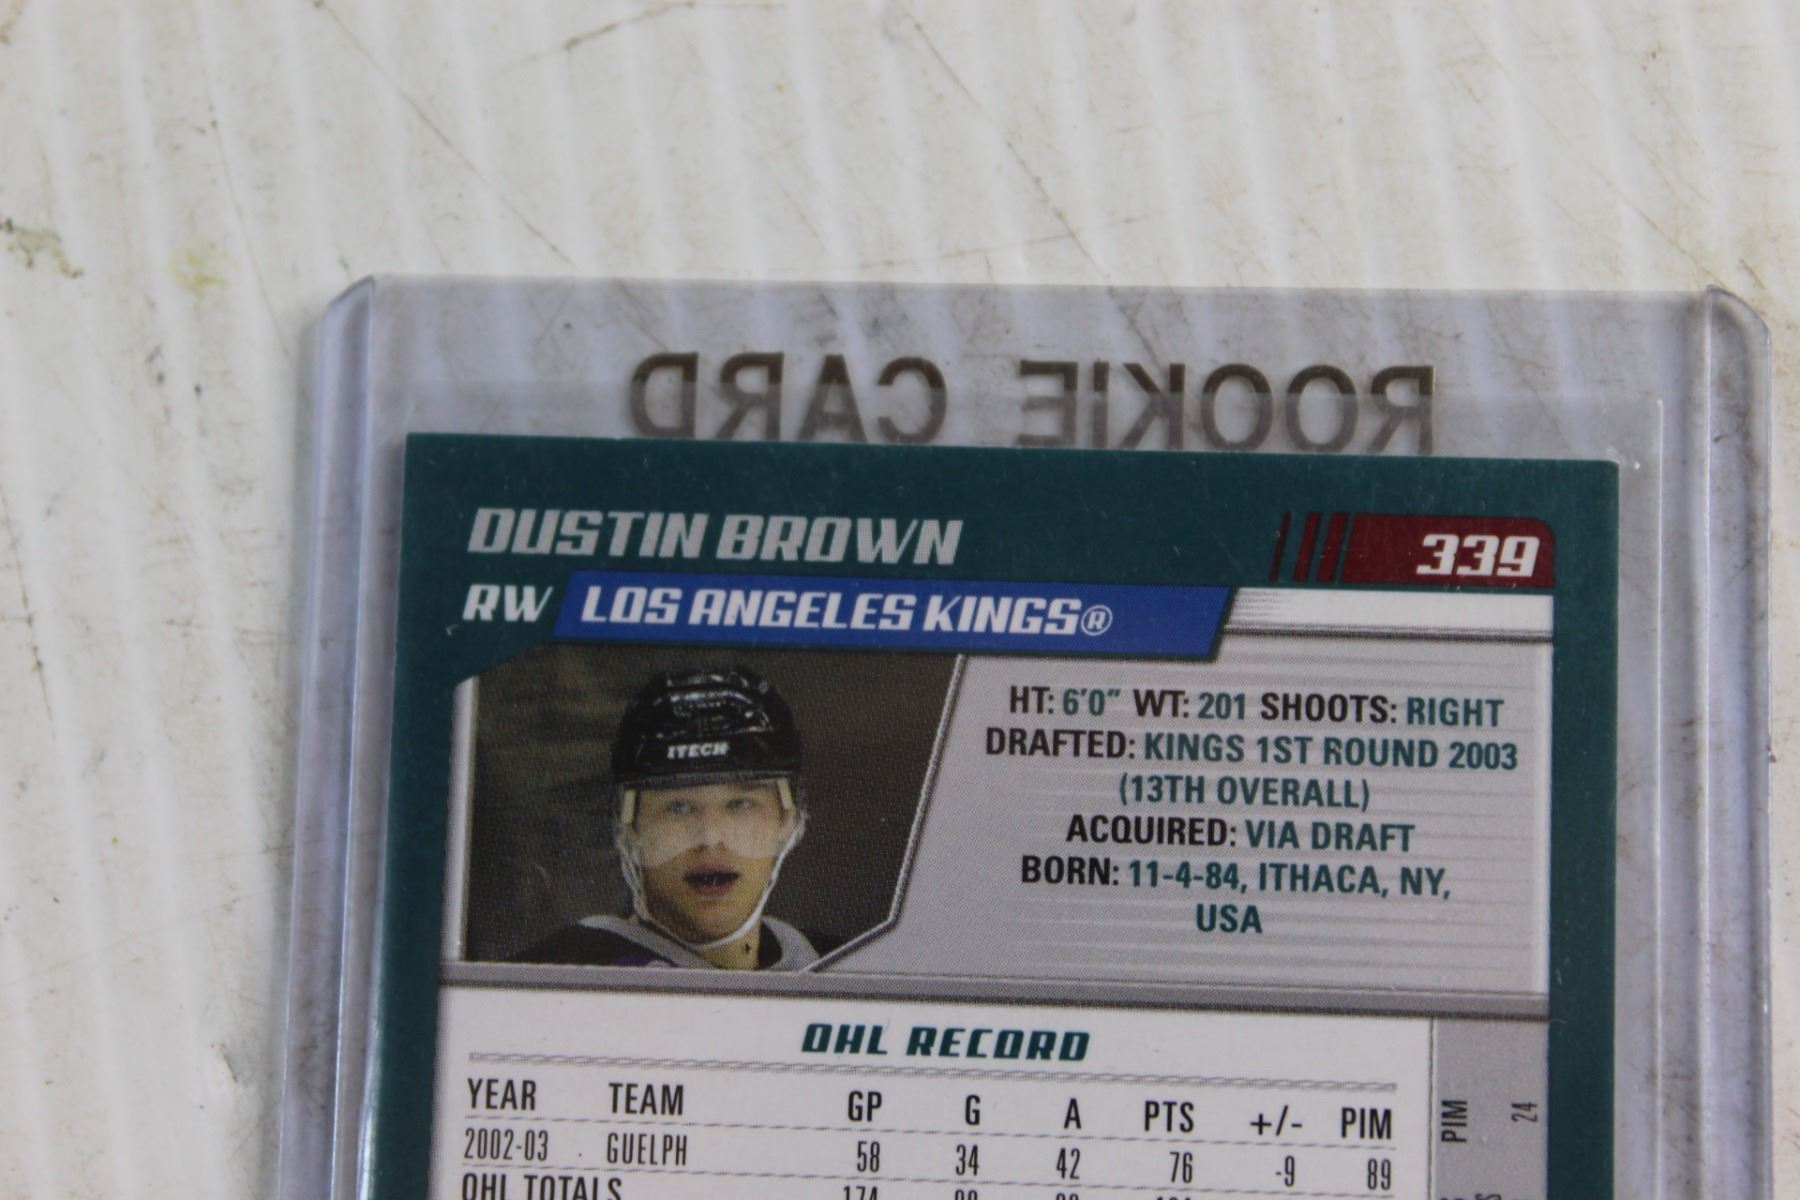 ROOKIE CARD
DUSTIN BROWN
339
RW LOS ANGELES KINGS®
ITECH
HT: 6'0" WT: 201 SHOOTS: RIGHT
DRAFTED: KINGS 1ST ROUND 2003
(13TH OVERALL)
ACQUIRED: VIA DRAFT
BORN: 11-4-84, ITHACA, NY,
USA
OHL RECORD
YEAR TEAM GP G A PTS +/- PIM
2002-03 GUELPH 58 34 42 76 -9 89
OHL TOTALS 174
PIM
24